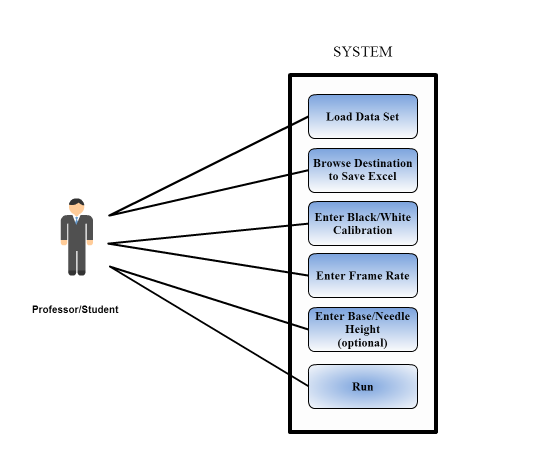 SYSTEM
Load Data Set
Browse Destination
to Save Excel
Enter Black/White
Calibration
Enter Frame Rate
Enter Base/Needle
Height
(optional)
Run
Professor/Student